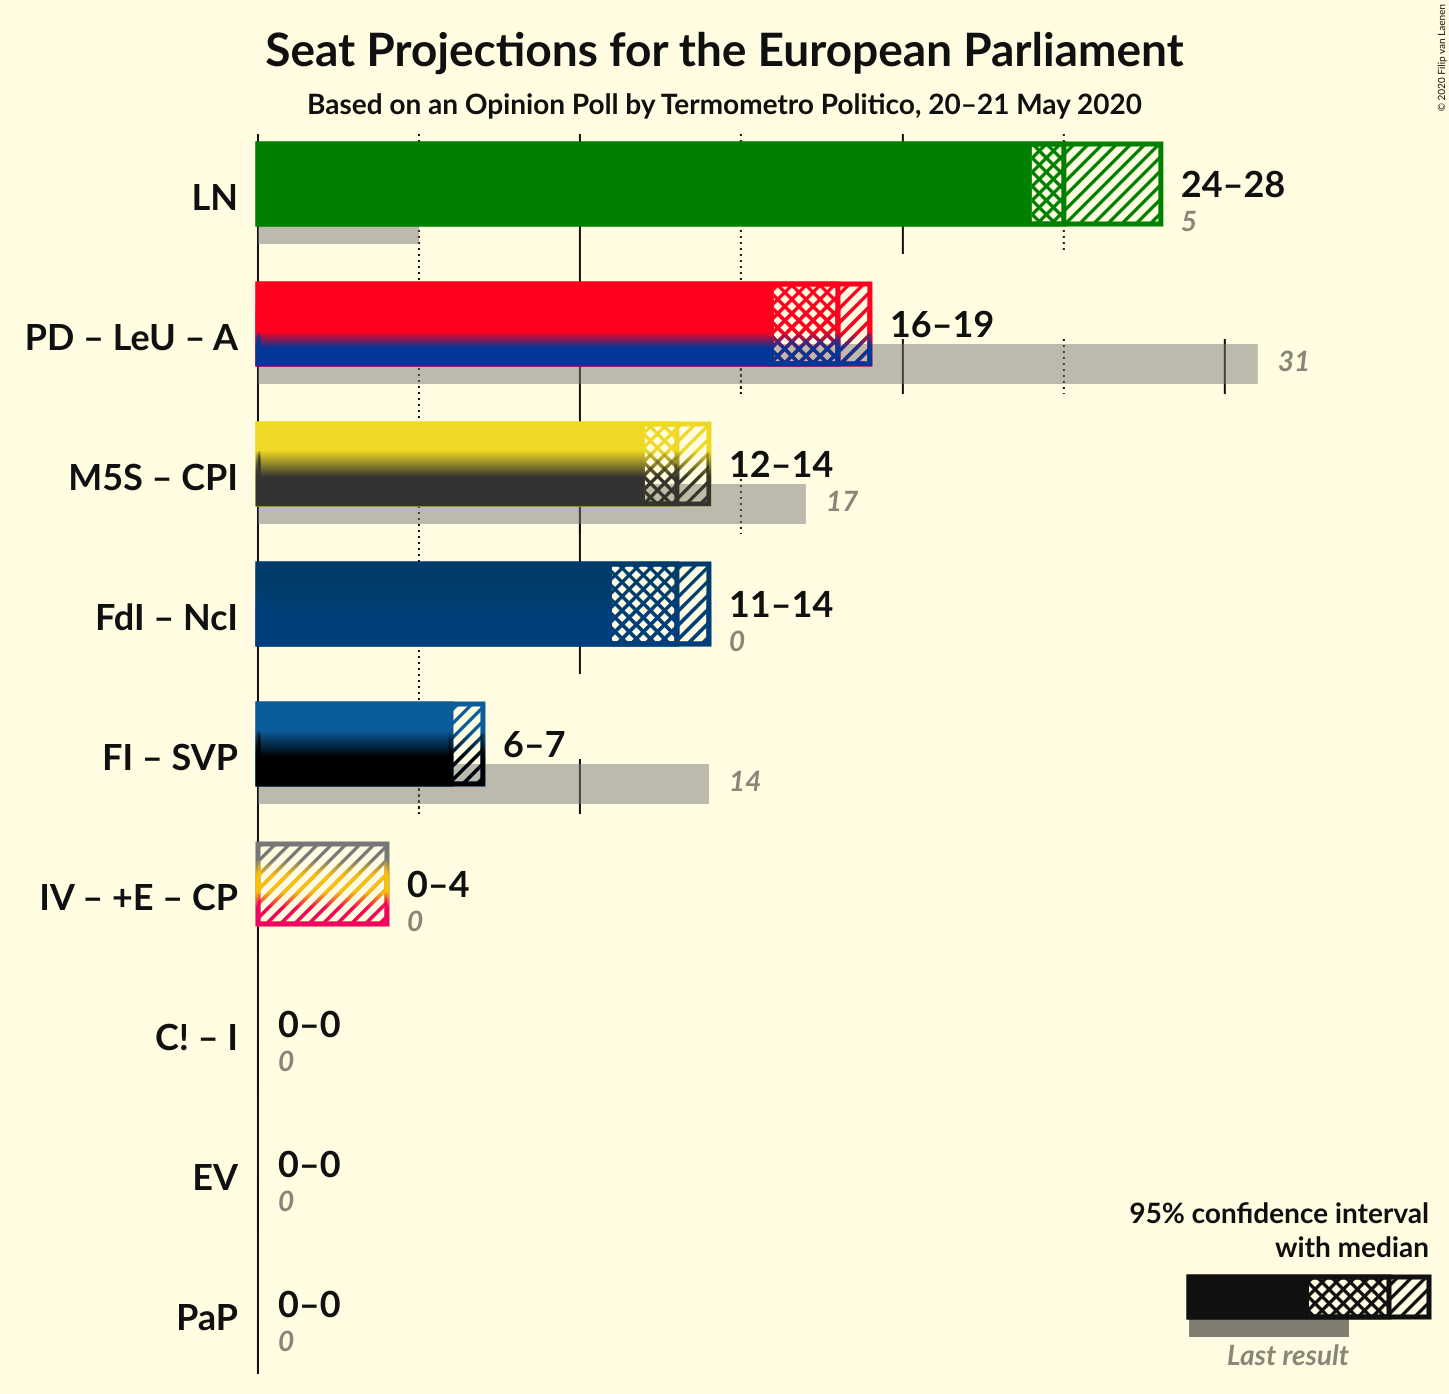 Seat Projections for the European Parliament
Based on an Opinion Poll by Termometro Politico, 20–21 May 2020
© 2020 Filip van Laenen
LN
24–28
5
PD – LeU – A
16–19
31
M5S – CPI
12–14
17
FdI – NcI
11–14
0
FI – SVP
6–7
14
IV – +E – CP
0–4
0
C! – I
0–0
0
EV
0–0
0
PaP
0–0
0
95% confidence interval
with median
Last result